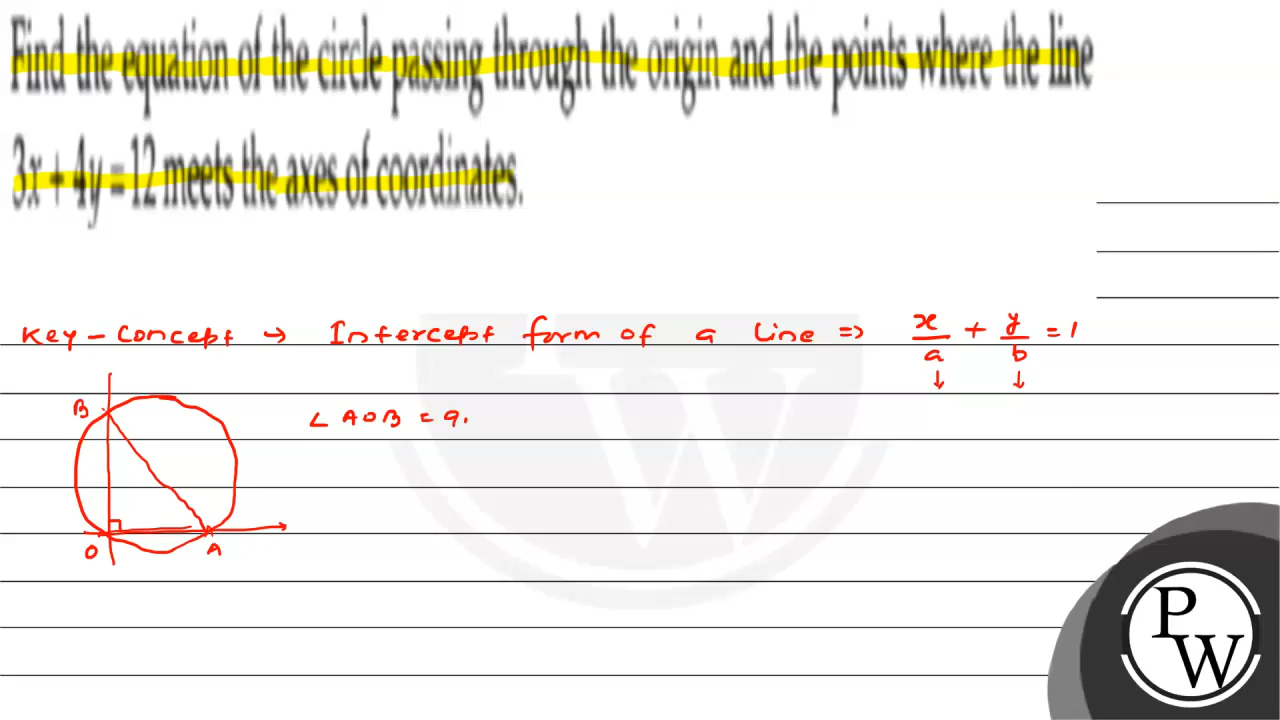 Find the equation of the circle passing through the origin and the points where the line
3x + 4y = 12 meets the axes of coordinates.
Key - Concept → Intercept form of a Line ⇒ x/a + y/b = 1
↓ ↓
B
∠ AOB = 9.
O A
P
W